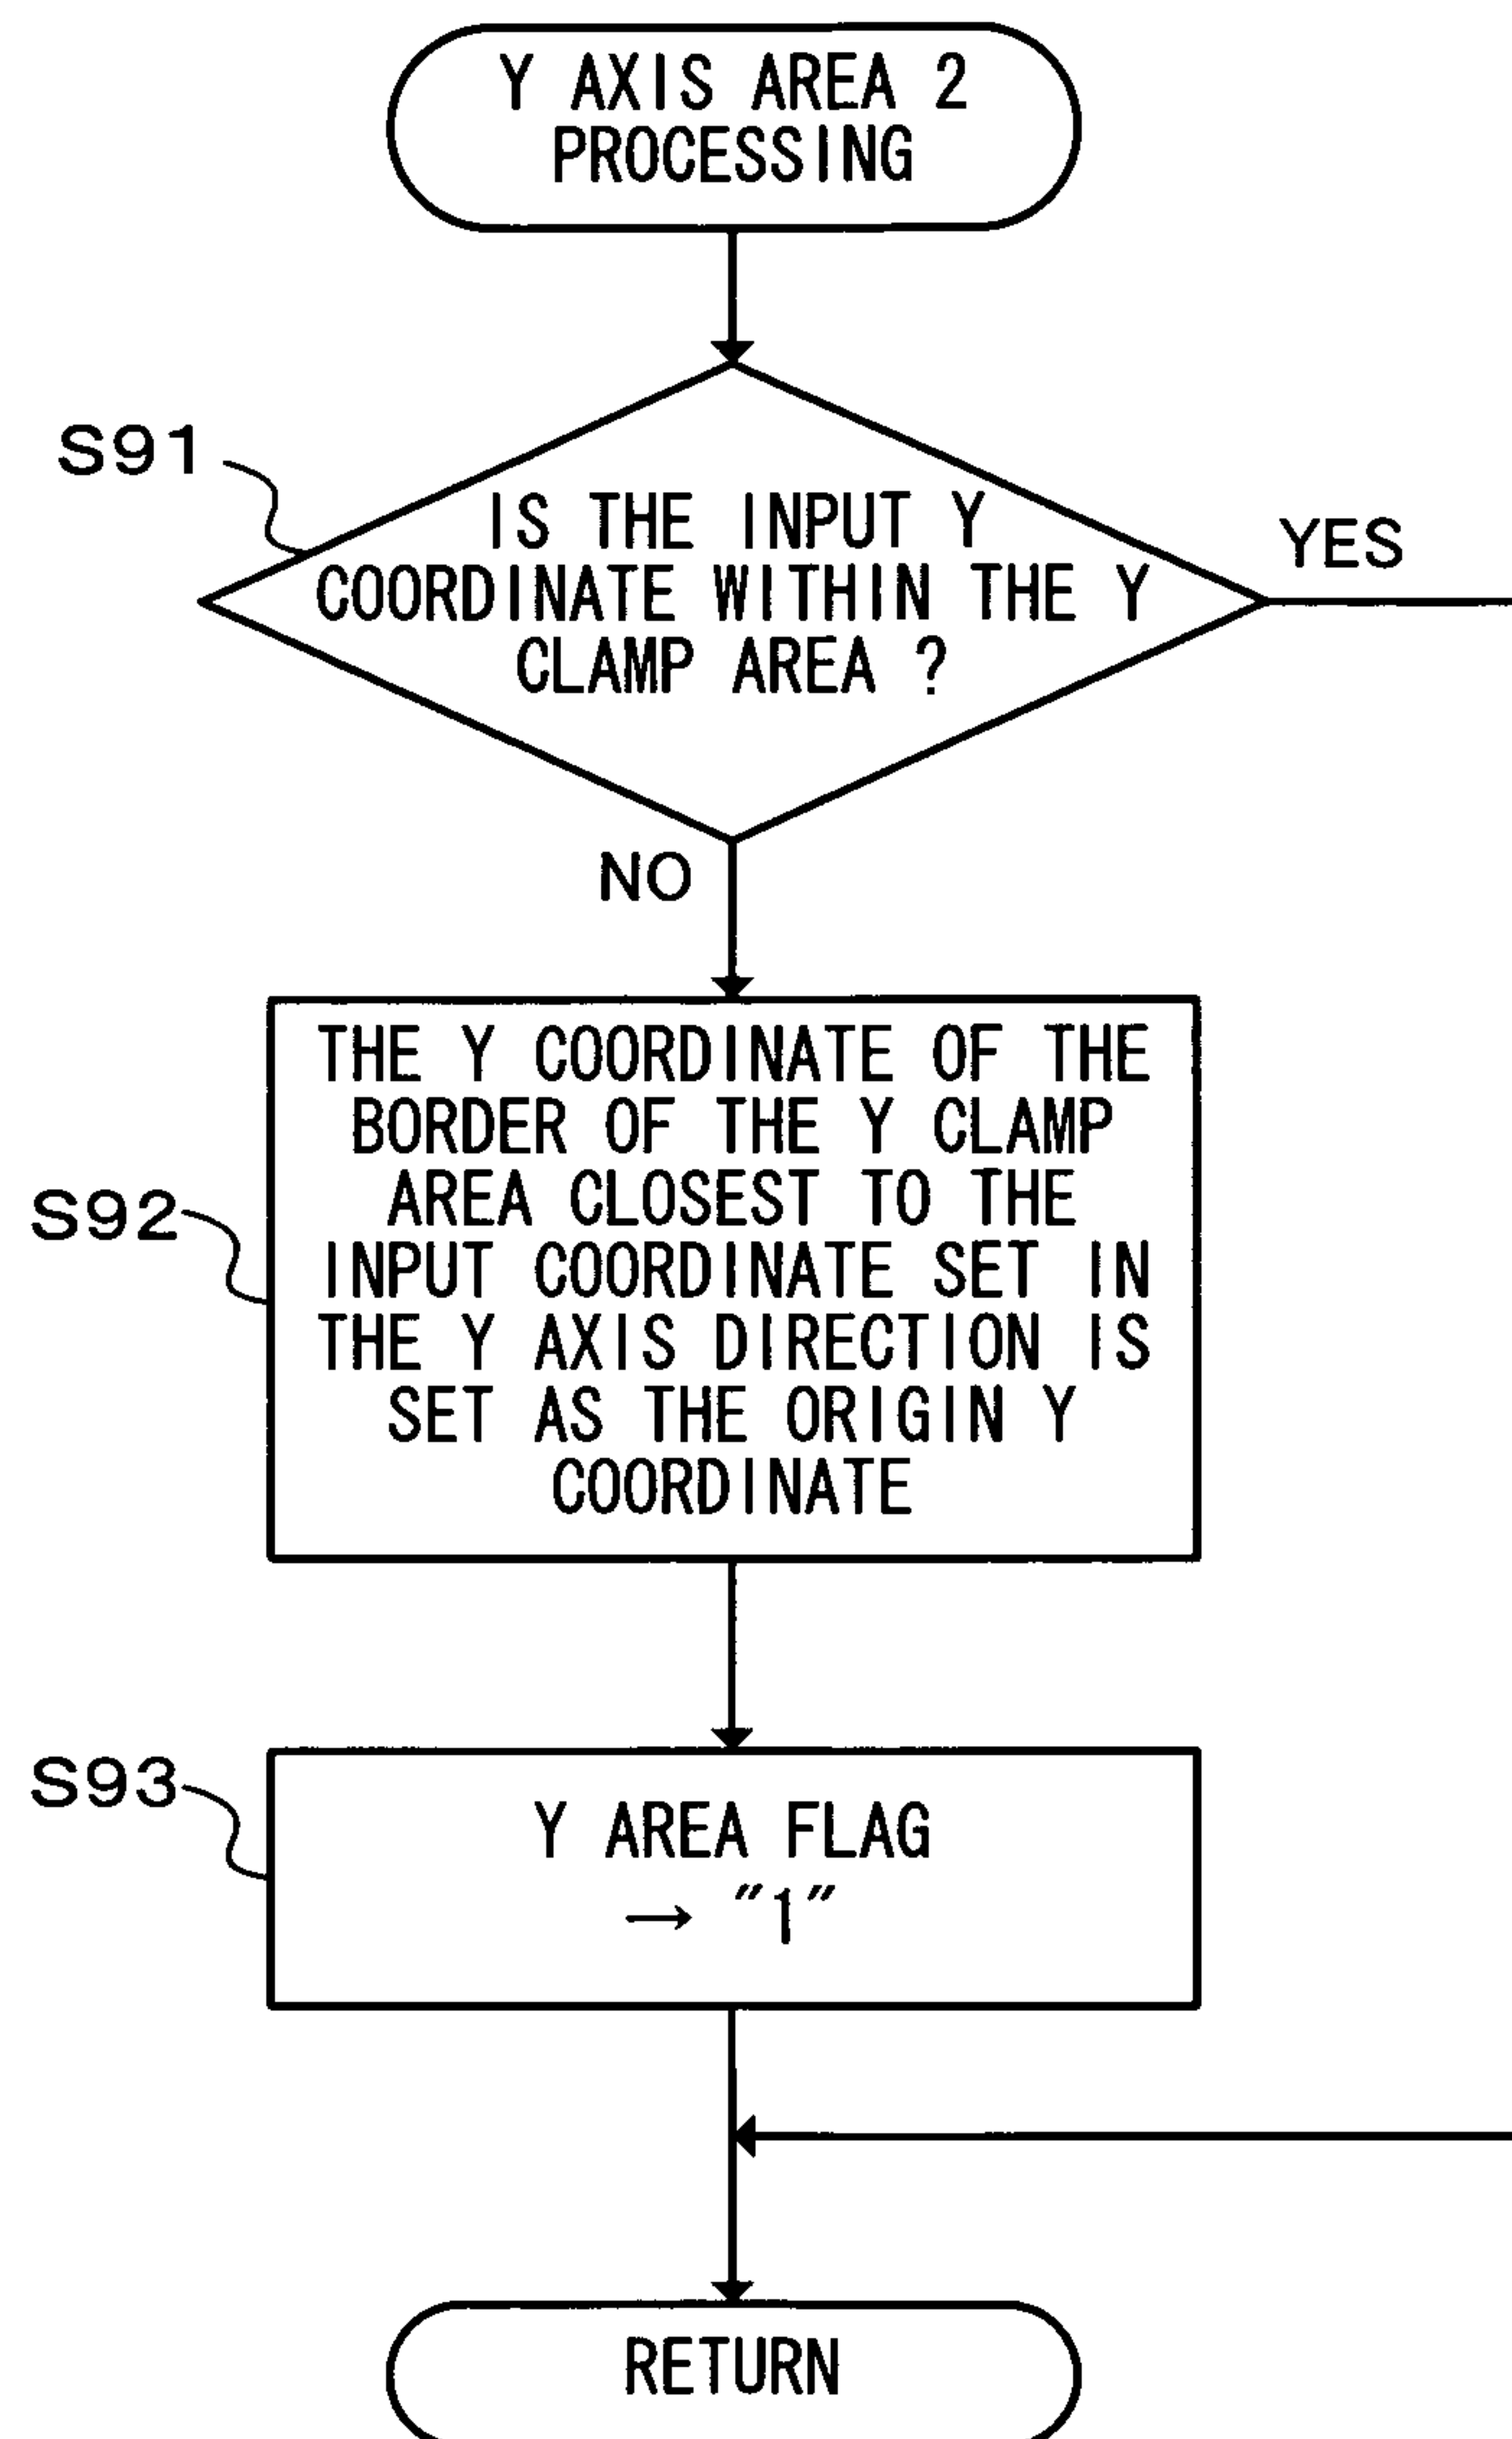 Y AXIS AREA 2
PROCESSING
S91
IS THE INPUT Y
COORDINATE WITHIN THE Y
CLAMP AREA ?
YES
NO
S92
THE Y COORDINATE OF THE
BORDER OF THE Y CLAMP
AREA CLOSEST TO THE
INPUT COORDINATE SET IN
THE Y AXIS DIRECTION IS
SET AS THE ORIGIN Y
COORDINATE
S93
Y AREA FLAG
→ "1"
RETURN